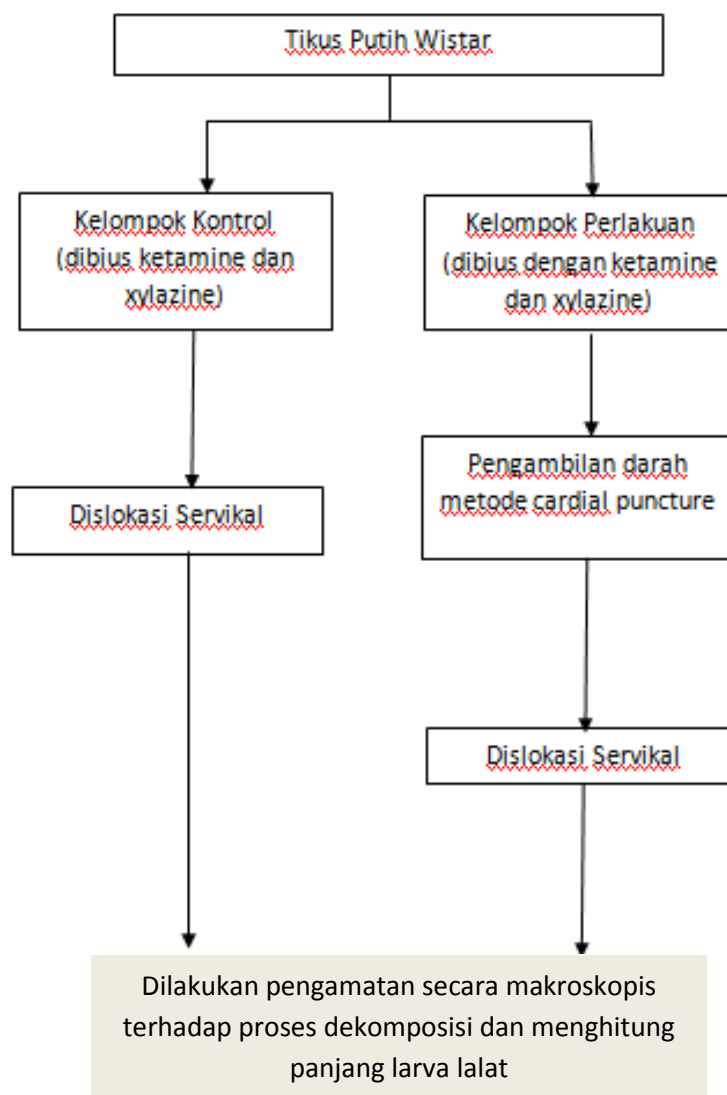 Tikus Putih Wistar
Kelompok Kontrol
(dibius ketamine dan
xylazine)
Kelompok Perlakuan
(dibius dengan ketamine
dan xylazine)
Pengambilan darah
metode cardial puncture
Dislokasi Servikal
Dislokasi Servikal
Dilakukan pengamatan secara makroskopis
terhadap proses dekomposisi dan menghitung
panjang larva lalat